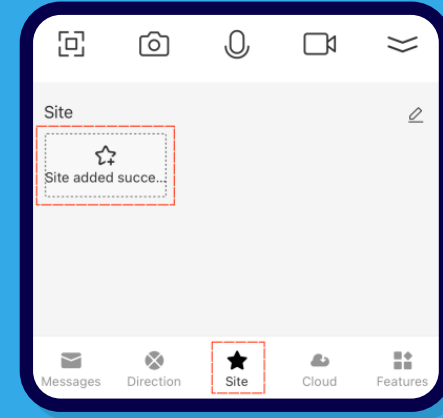 Site
Site added succe...
Messages Direction Site Cloud Features